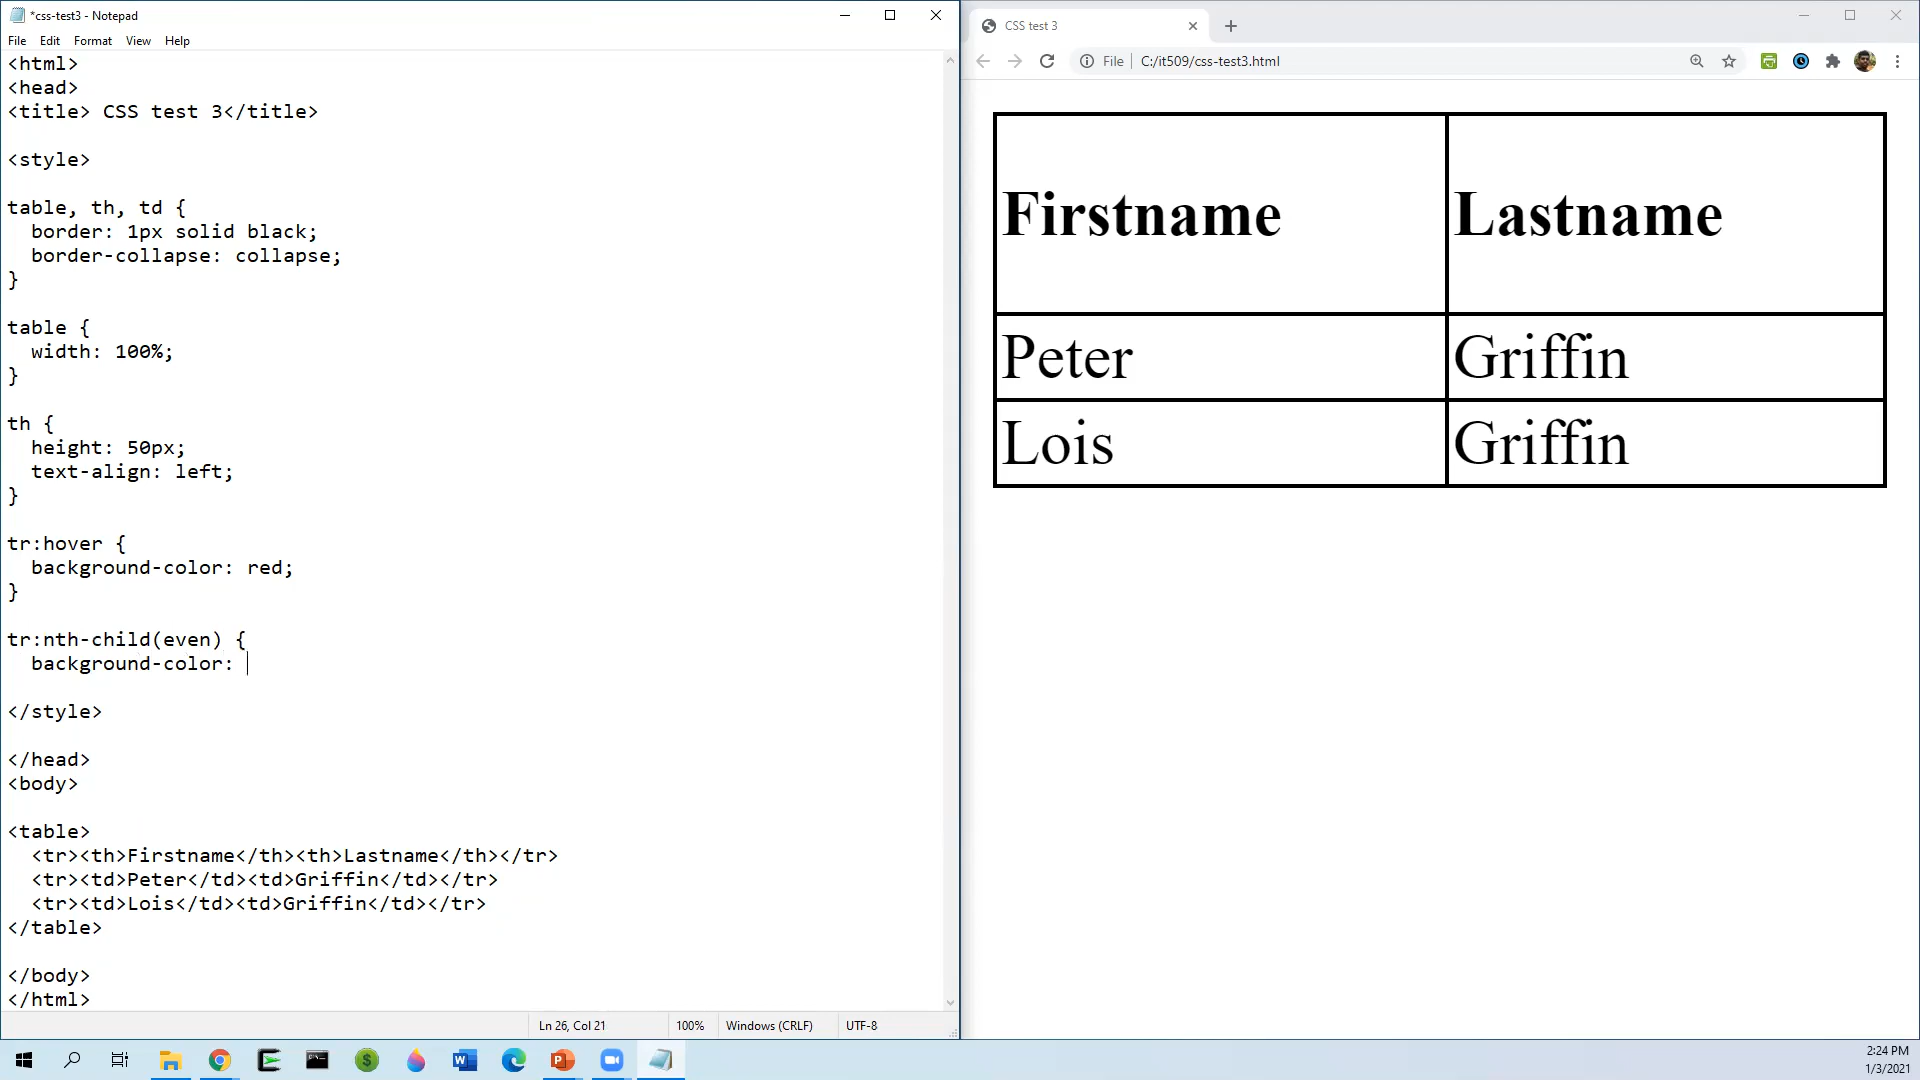 *css-test3 - Notepad
File Edit Format View Help
<html>
<head>
<title> CSS test 3</title>
<style>
table, th, td {
  border: 1px solid black;
  border-collapse: collapse;
}
table {
  width: 100%;
}
th {
  height: 50px;
  text-align: left;
}
tr:hover {
  background-color: red;
}
tr:nth-child(even) {
  background-color:
</style>
</head>
<body>
<table>
  <tr><th>Firstname</th><th>Lastname</th></tr>
  <tr><td>Peter</td><td>Griffin</td></tr>
  <tr><td>Lois</td><td>Griffin</td></tr>
</table>
</body>
</html>
Ln 26, Col 21 100% Windows (CRLF) UTF-8
CSS test 3
File C:/it509/css-test3.html
Firstname Lastname
Peter Griffin
Lois Griffin
2:24 PM
1/3/2021